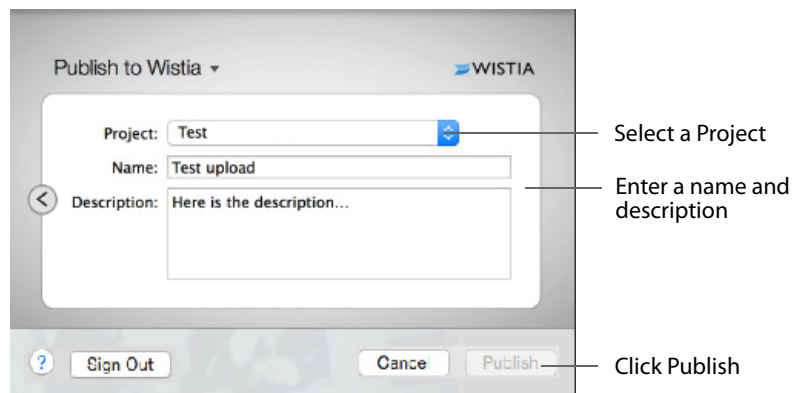 Publish to Wistia
WISTIA
Project: Test
Select a Project
Name: Test upload
Enter a name and
description
Description: Here is the description...
? Sign Out Cancel Publish
Click Publish